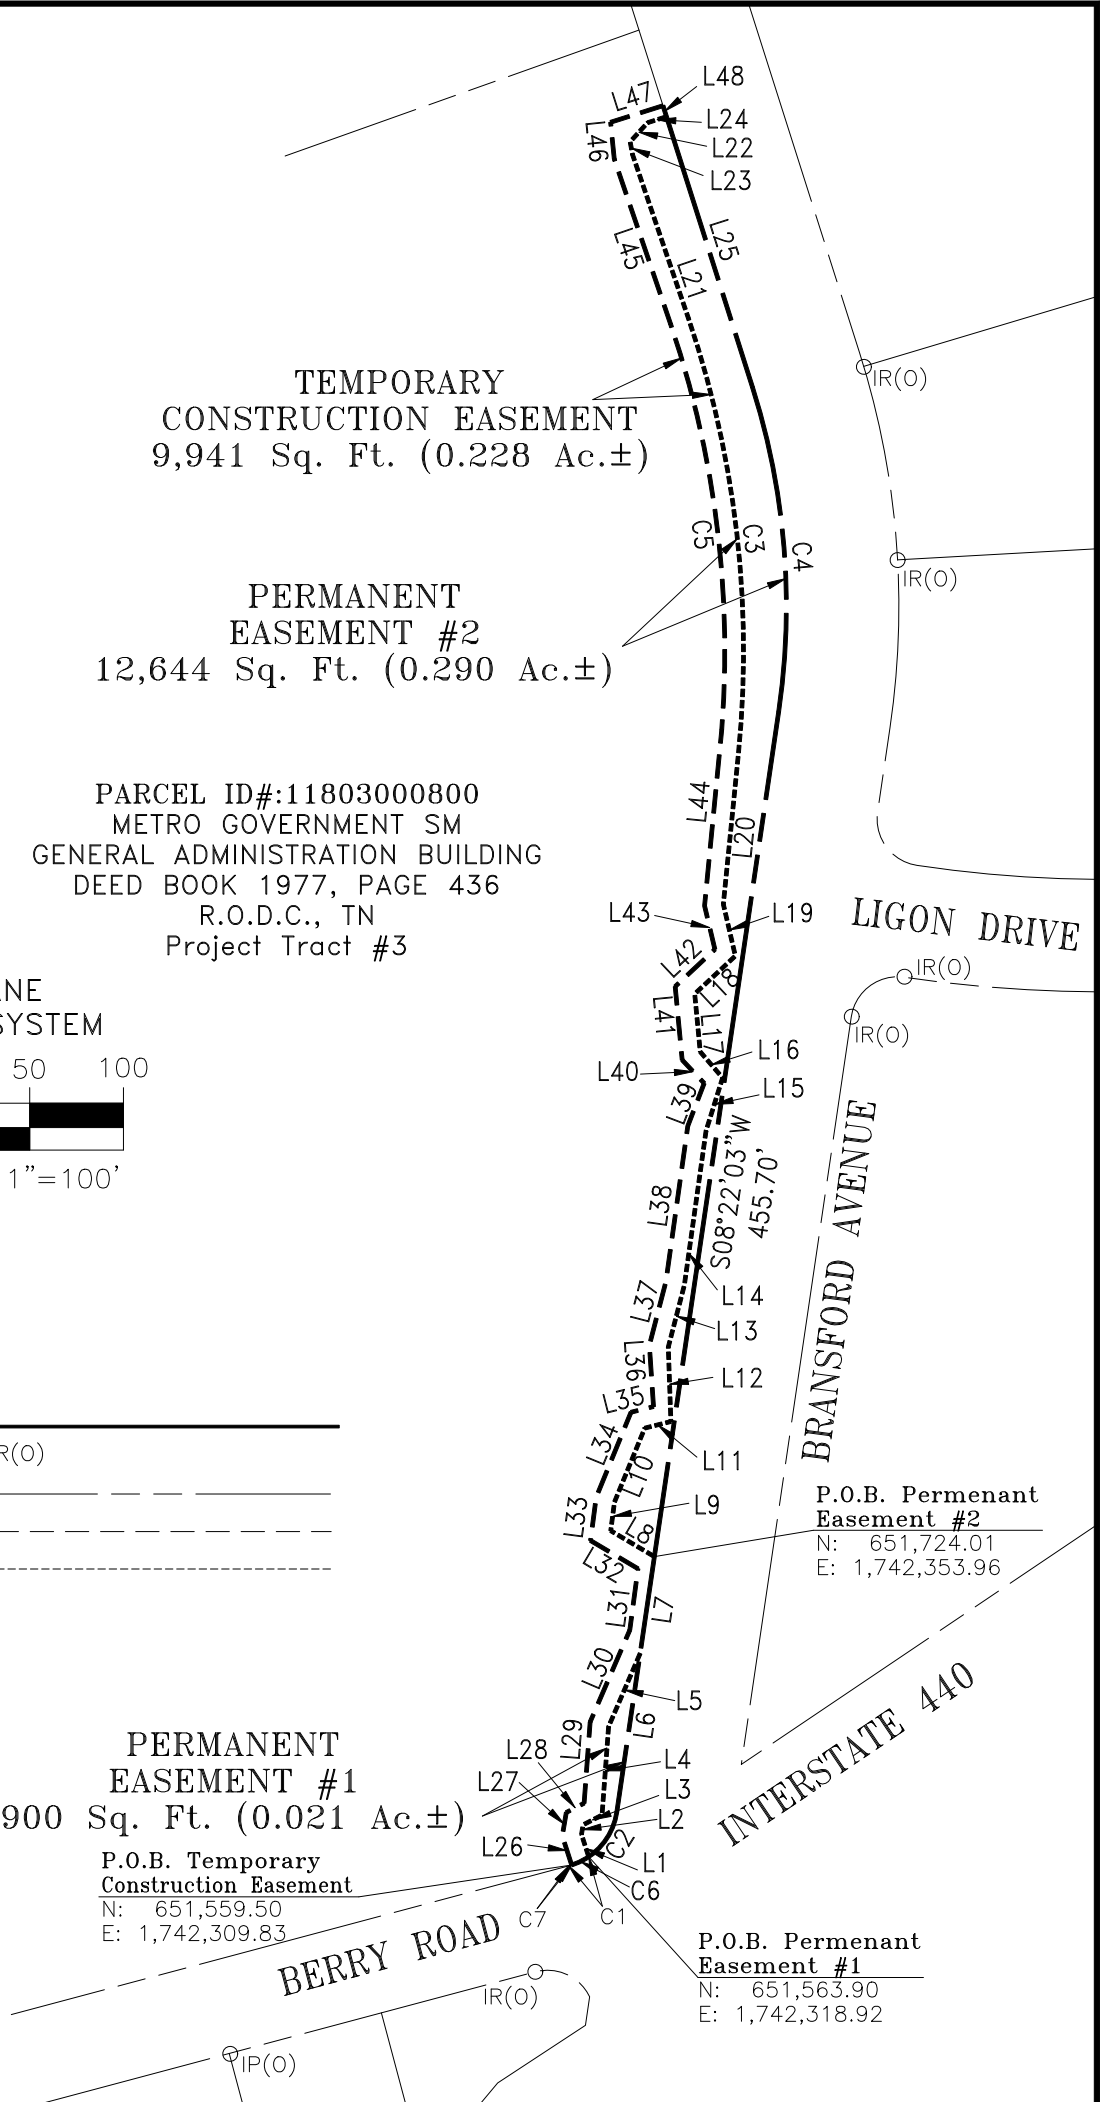 L47
L48
L24
L46
L22
L23
L45
L25
L21
IR(O)
TEMPORARY
CONSTRUCTION EASEMENT
9,941 Sq. Ft. (0.228 Ac.±)
C5
C3
C4
IR(O)
PERMANENT
EASEMENT #2
12,644 Sq. Ft. (0.290 Ac.±)
PARCEL ID#:11803000800
METRO GOVERNMENT SM
GENERAL ADMINISTRATION BUILDING
DEED BOOK 1977, PAGE 436
R.O.D.C., TN
Project Tract #3
L44
L20
L43
L19
LIGON DRIVE
L42
L18
IR(O)
NE
SYSTEM
L41
L17
IR(O)
50 100
1"=100'
L40
L16
L39
L15
S08°22'03"W
455.70'
BRANSFORD AVENUE
L38
L14
L37
L13
L36
L12
L35
L34
L11
R(O)
L10
L9
L33
L8
P.O.B. Permenant
Easement #2
N: 651,724.01
E: 1,742,353.96
L32
L31
L7
L30
L5
L6
L29
INTERSTATE 440
PERMANENT
EASEMENT #1
900 Sq. Ft. (0.021 Ac.±)
L28
L4
L27
L3
L2
L26
C2
L1
C6
C7
C1
P.O.B. Temporary
Construction Easement
N: 651,559.50
E: 1,742,309.83
BERRY ROAD
P.O.B. Permenant
Easement #1
N: 651,563.90
E: 1,742,318.92
IR(O)
IP(O)